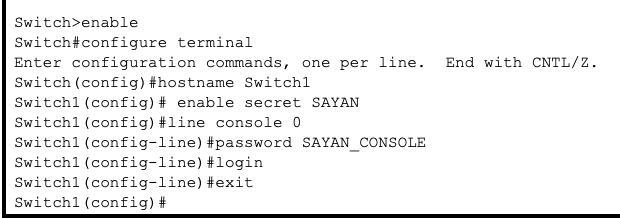 Switch>enable
Switch#configure terminal
Enter configuration commands, one per line.  End with CNTL/Z.
Switch(config)#hostname Switch1
Switch1(config)# enable secret SAYAN
Switch1(config)#line console 0
Switch1(config-line)#password SAYAN_CONSOLE
Switch1(config-line)#login
Switch1(config-line)#exit
Switch1(config)#